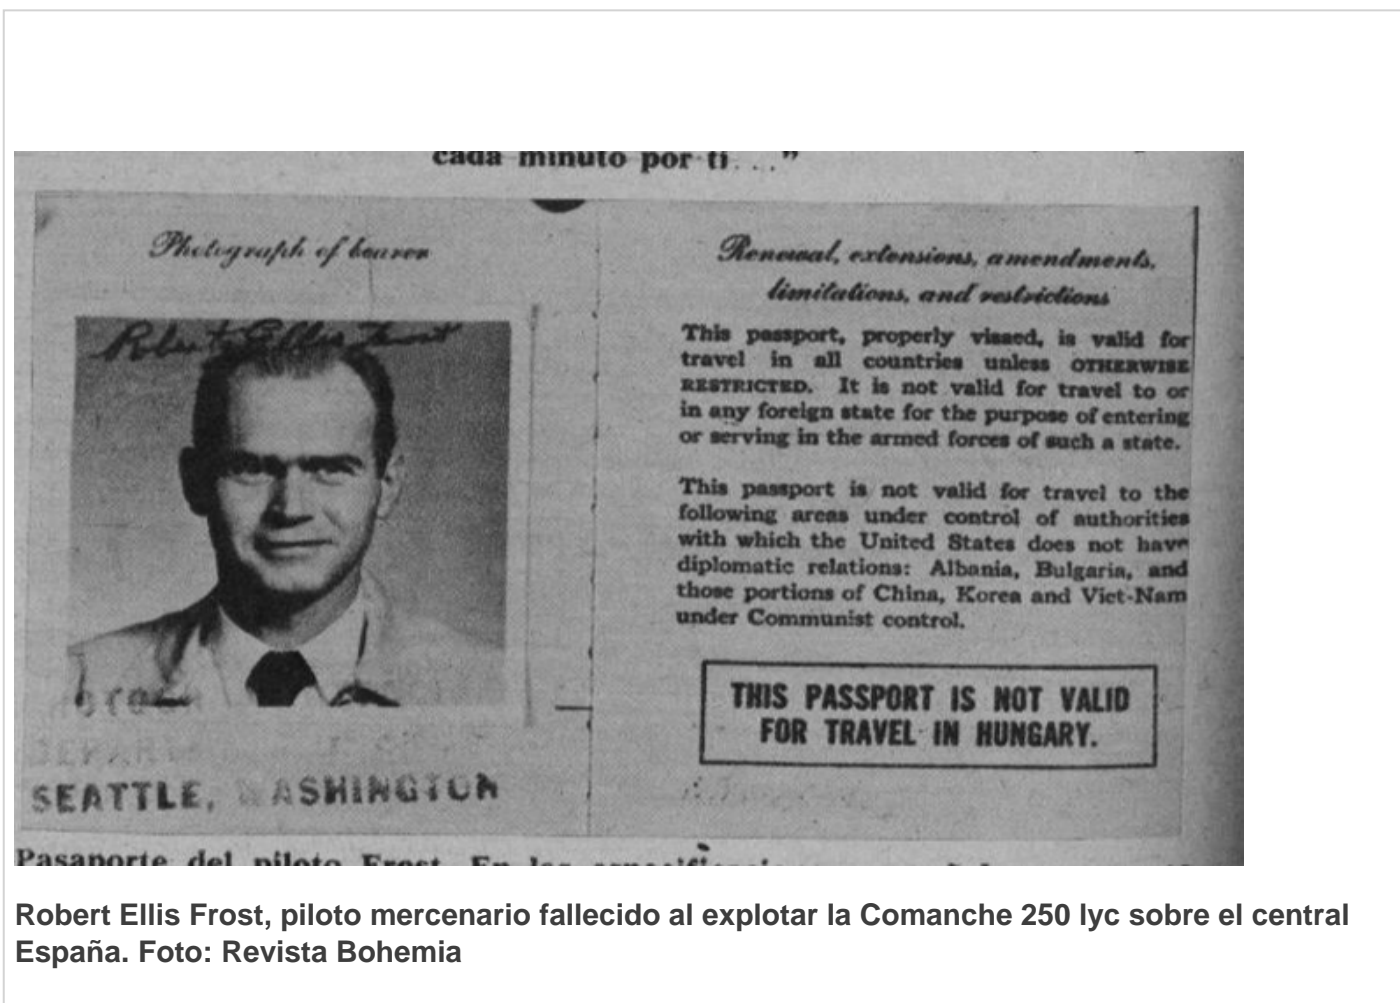 cada minuto por ti..."
Photograph of bearer
Robert Ellis Frost
SEATTLE, WASHINGTON
Renewal, extensions, amendments,
limitations, and restrictions
This passport, properly visaed, is valid for
travel in all countries unless OTHERWISE
RESTRICTED. It is not valid for travel to or
in any foreign state for the purpose of entering
or serving in the armed forces of such a state.
This passport is not valid for travel to the
following areas under control of authorities
with which the United States does not have
diplomatic relations: Albania, Bulgaria, and
those portions of China, Korea and Viet-Nam
under Communist control.
THIS PASSPORT IS NOT VALID
FOR TRAVEL IN HUNGARY.
Pasaporte del piloto Frost. En las
Robert Ellis Frost, piloto mercenario fallecido al explotar la Comanche 250 lyc sobre el central
España. Foto: Revista Bohemia